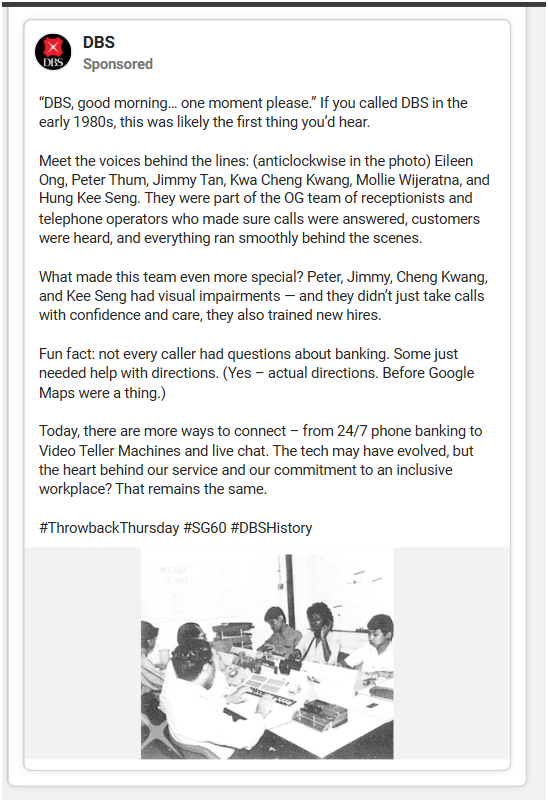 DBS
DBS
Sponsored
“DBS, good morning... one moment please.” If you called DBS in the
early 1980s, this was likely the first thing you’d hear.
Meet the voices behind the lines: (anticlockwise in the photo) Eileen
Ong, Peter Thum, Jimmy Tan, Kwa Cheng Kwang, Mollie Wijeratna, and
Hung Kee Seng. They were part of the OG team of receptionists and
telephone operators who made sure calls were answered, customers
were heard, and everything ran smoothly behind the scenes.
What made this team even more special? Peter, Jimmy, Cheng Kwang,
and Kee Seng had visual impairments — and they didn’t just take calls
with confidence and care, they also trained new hires.
Fun fact: not every caller had questions about banking. Some just
needed help with directions. (Yes – actual directions. Before Google
Maps were a thing.)
Today, there are more ways to connect – from 24/7 phone banking to
Video Teller Machines and live chat. The tech may have evolved, but
the heart behind our service and our commitment to an inclusive
workplace? That remains the same.
#ThrowbackThursday #SG60 #DBSHistory